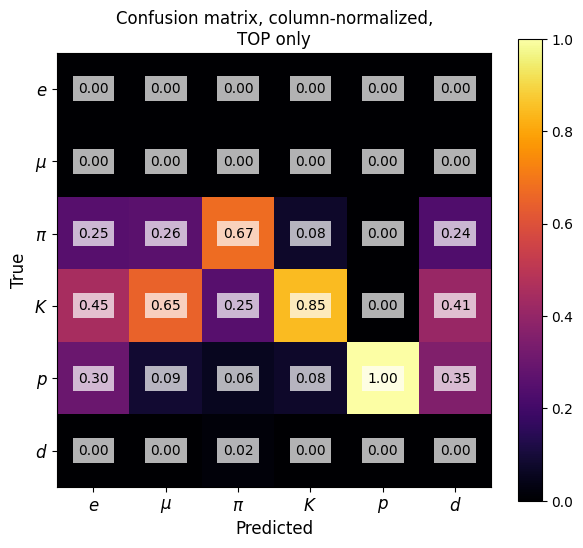 Confusion matrix, column-normalized,
TOP only
True
e 0.00 0.00 0.00 0.00 0.00 0.00
μ 0.00 0.00 0.00 0.00 0.00 0.00
π 0.25 0.26 0.67 0.08 0.00 0.24
K 0.45 0.65 0.25 0.85 0.00 0.41
p 0.30 0.09 0.06 0.08 1.00 0.35
d 0.00 0.00 0.02 0.00 0.00 0.00
e μ π K p d
Predicted
1.0
0.8
0.6
0.4
0.2
0.0